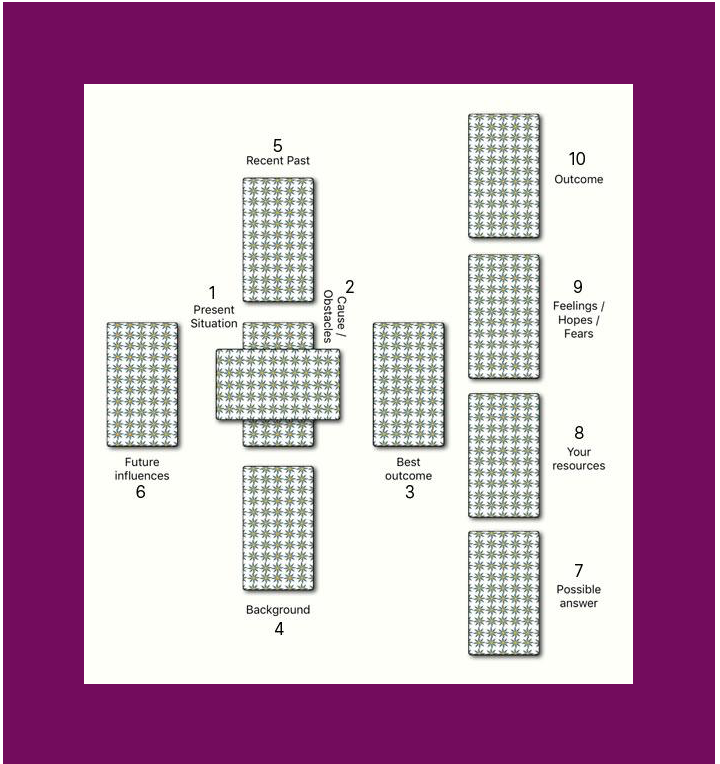 5
Recent Past
10
Outcome
1
Present
Situation
2
Cause /
Obstacles
9
Feelings /
Hopes /
Fears
Future
influences
6
Best
outcome
3
8
Your
resources
7
Possible
answer
Background
4